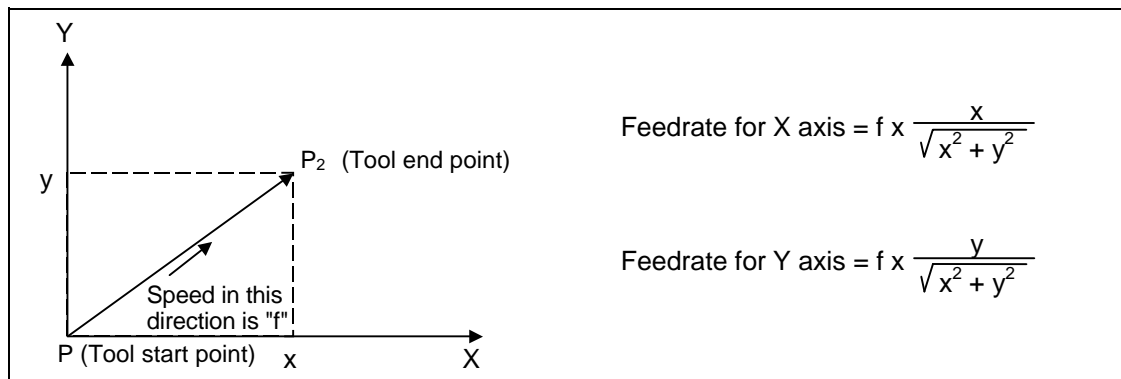 Y
P₂ (Tool end point)
y
Speed in this
direction is "f"
P (Tool start point)
x
X
Feedrate for X axis = f x x / √(x² + y²)
Feedrate for Y axis = f x y / √(x² + y²)